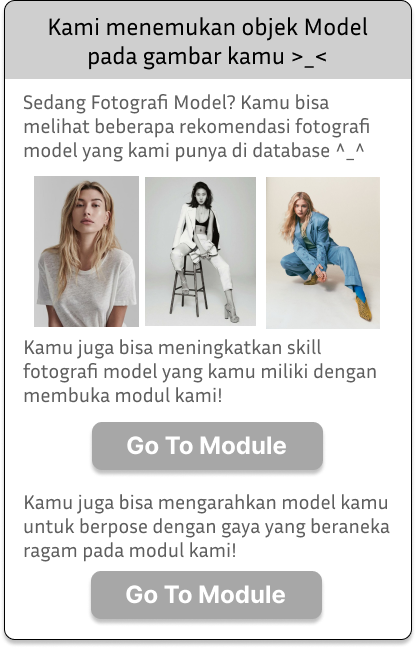 Kami menemukan objek Model
pada gambar kamu >_<
Sedang Fotografi Model? Kamu bisa
melihat beberapa rekomendasi fotografi
model yang kami punya di database ^_^
Kamu juga bisa meningkatkan skill
fotografi model yang kamu miliki dengan
membuka modul kami!
Go To Module
Kamu juga bisa mengarahkan model kamu
untuk berpose dengan gaya yang beraneka
ragam pada modul kami!
Go To Module